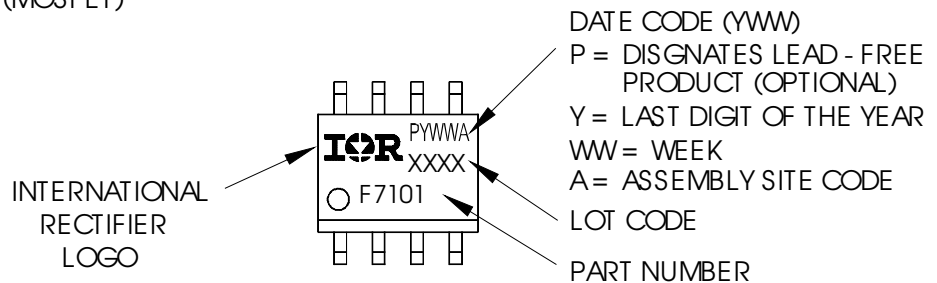 (MOSFET)
DATE CODE (YWW)
P = DISGNATES LEAD - FREE
PRODUCT (OPTIONAL)
Y = LAST DIGIT OF THE YEAR
WW = WEEK
A = ASSEMBLY SITE CODE
LOT CODE
PART NUMBER
INTERNATIONAL
RECTIFIER
LOGO
IOR
PYWWA
XXXX
F7101